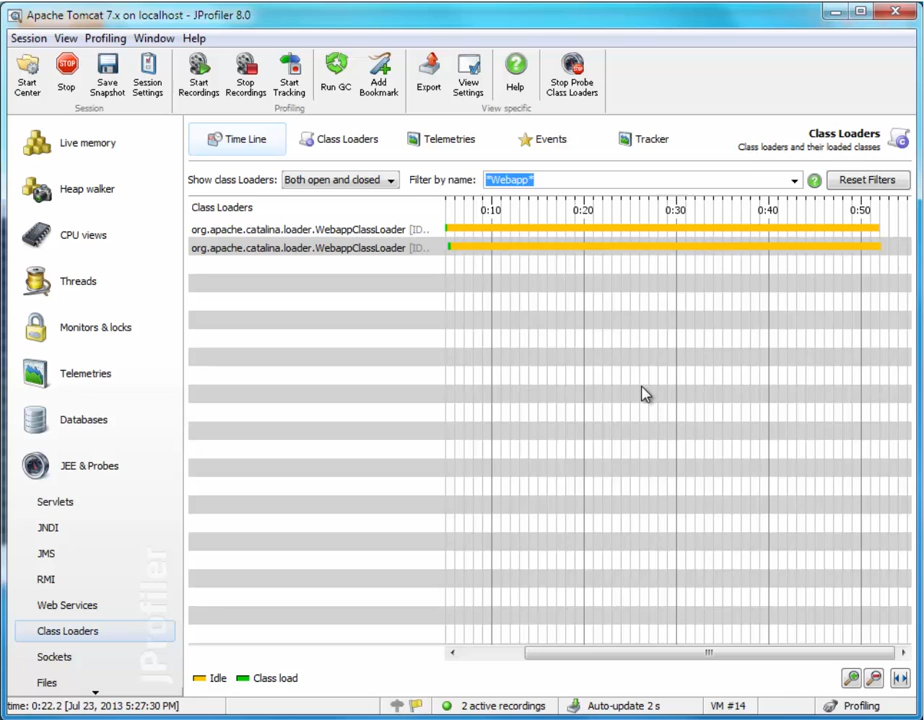 Apache Tomcat 7.x on localhost - JProfiler 8.0
Session View Profiling Window Help
Start Center
Stop
Save Snapshot
Session Settings
Start Recordings
Stop Recordings
Start Tracking
Run GC
Add Bookmark
Export
View Settings
Help
Stop Probe Class Loaders
Session
Profiling
View specific
Live memory
Heap walker
CPU views
Threads
Monitors & locks
Telemetries
Databases
JEE & Probes
Servlets
JNDI
JMS
RMI
Web Services
Class Loaders
Sockets
Files
JProfiler
Time Line
Class Loaders
Telemetries
Events
Tracker
Class Loaders
Class loaders and their loaded classes
Show class Loaders: Both open and closed Filter by name: *Webapp* Reset Filters
Class Loaders 0:10 0:20 0:30 0:40 0:50
org.apache.catalina.loader.WebappClassLoader [ID..
org.apache.catalina.loader.WebappClassLoader [ID..
Idle Class load
time: 0:22.2 [Jul 23, 2013 5:27:30 PM] 2 active recordings Auto-update 2 s VM #14 Profiling